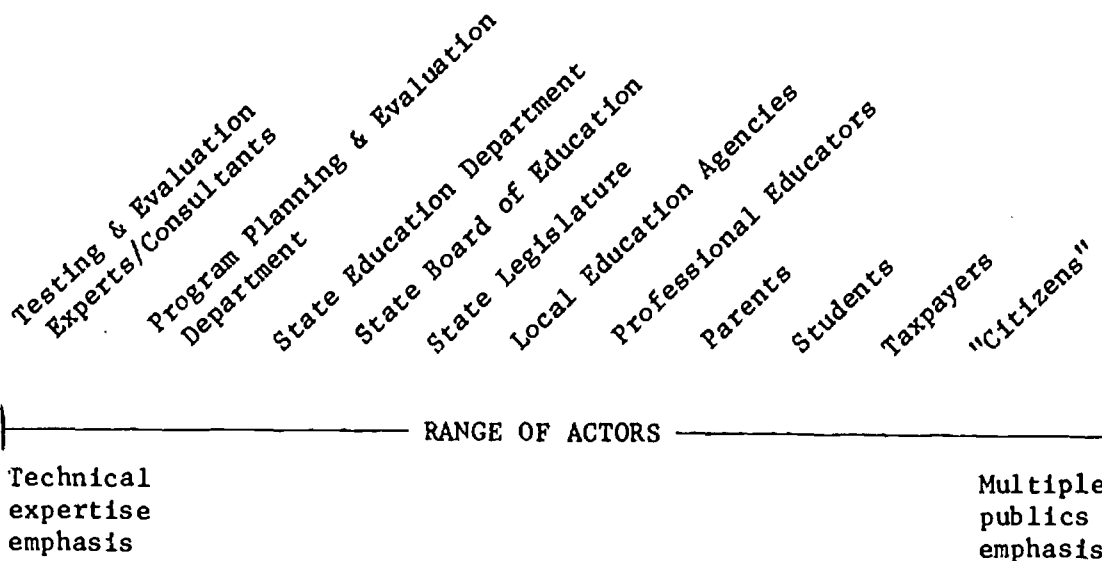 Testing & Evaluation
Experts/Consultants
Program Planning & Evaluation
Department
State Education Department
State Board of Education
State Legislature
Local Education Agencies
Professional Educators
Parents
Students
Taxpayers
"Citizens"
RANGE OF ACTORS
Technical
expertise
emphasis
Multiple
publics
emphasis